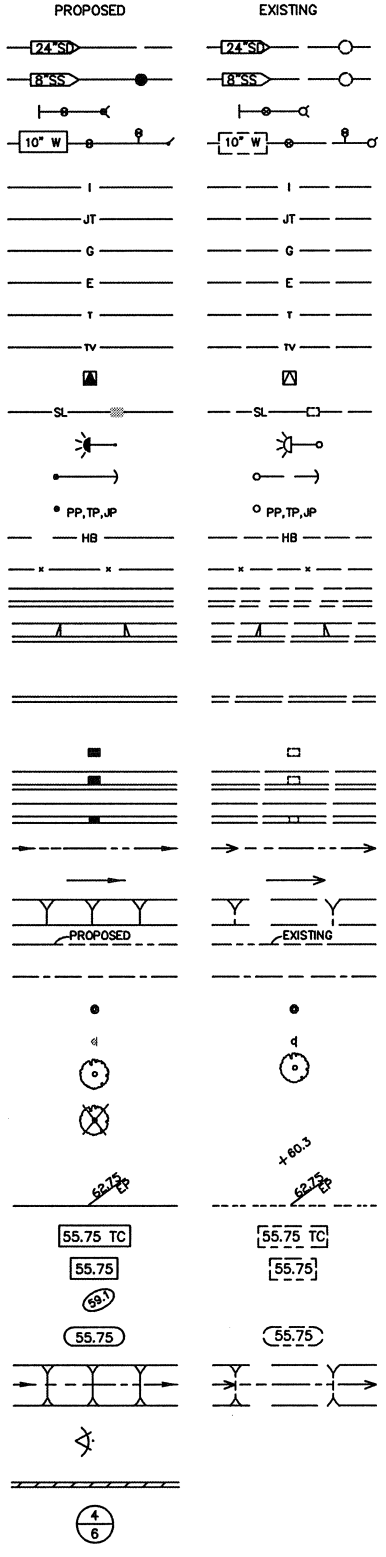 PROPOSED EXISTING
24"SD 24"SD
8"SS 8"SS
10" W 10" W
I I
JT JT
G G
E E
T T
TV TV
SL SL
PP,TP,JP PP,TP,JP
HB HB
PROPOSED EXISTING
+60.3
62.75 62.75
EP EP
55.75 TC 55.75 TC
55.75 55.75
59.1
55.75 55.75
4
6